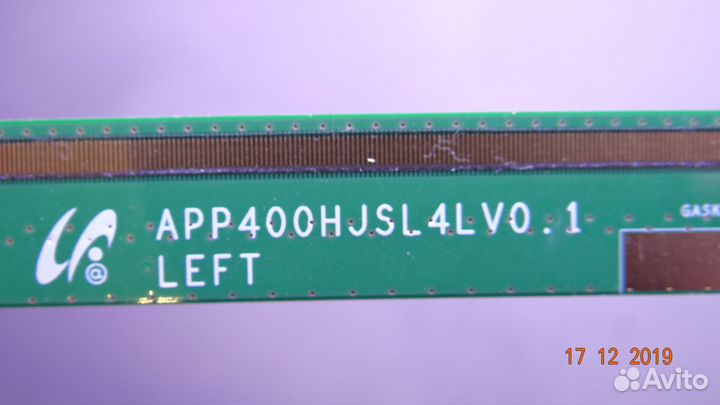 GASK
APP400HJSL4LV0.1
LEFT
17 12 2019
Avito